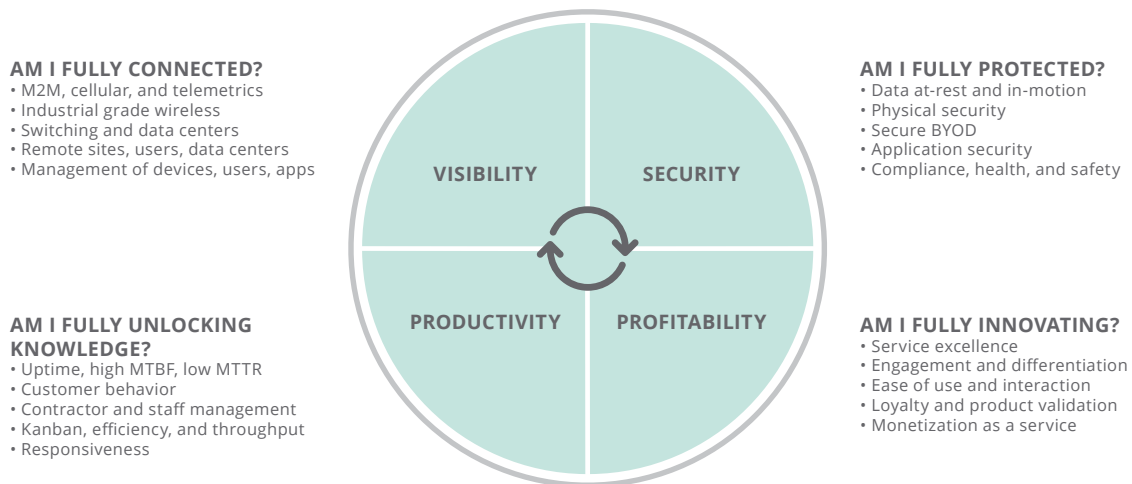 AM I FULLY CONNECTED?
• M2M, cellular, and telemetrics
• Industrial grade wireless
• Switching and data centers
• Remote sites, users, data centers
• Management of devices, users, apps
VISIBILITY
SECURITY
AM I FULLY PROTECTED?
• Data at-rest and in-motion
• Physical security
• Secure BYOD
• Application security
• Compliance, health, and safety
AM I FULLY UNLOCKING
KNOWLEDGE?
• Uptime, high MTBF, low MTTR
• Customer behavior
• Contractor and staff management
• Kanban, efficiency, and throughput
• Responsiveness
PRODUCTIVITY
PROFITABILITY
AM I FULLY INNOVATING?
• Service excellence
• Engagement and differentiation
• Ease of use and interaction
• Loyalty and product validation
• Monetization as a service